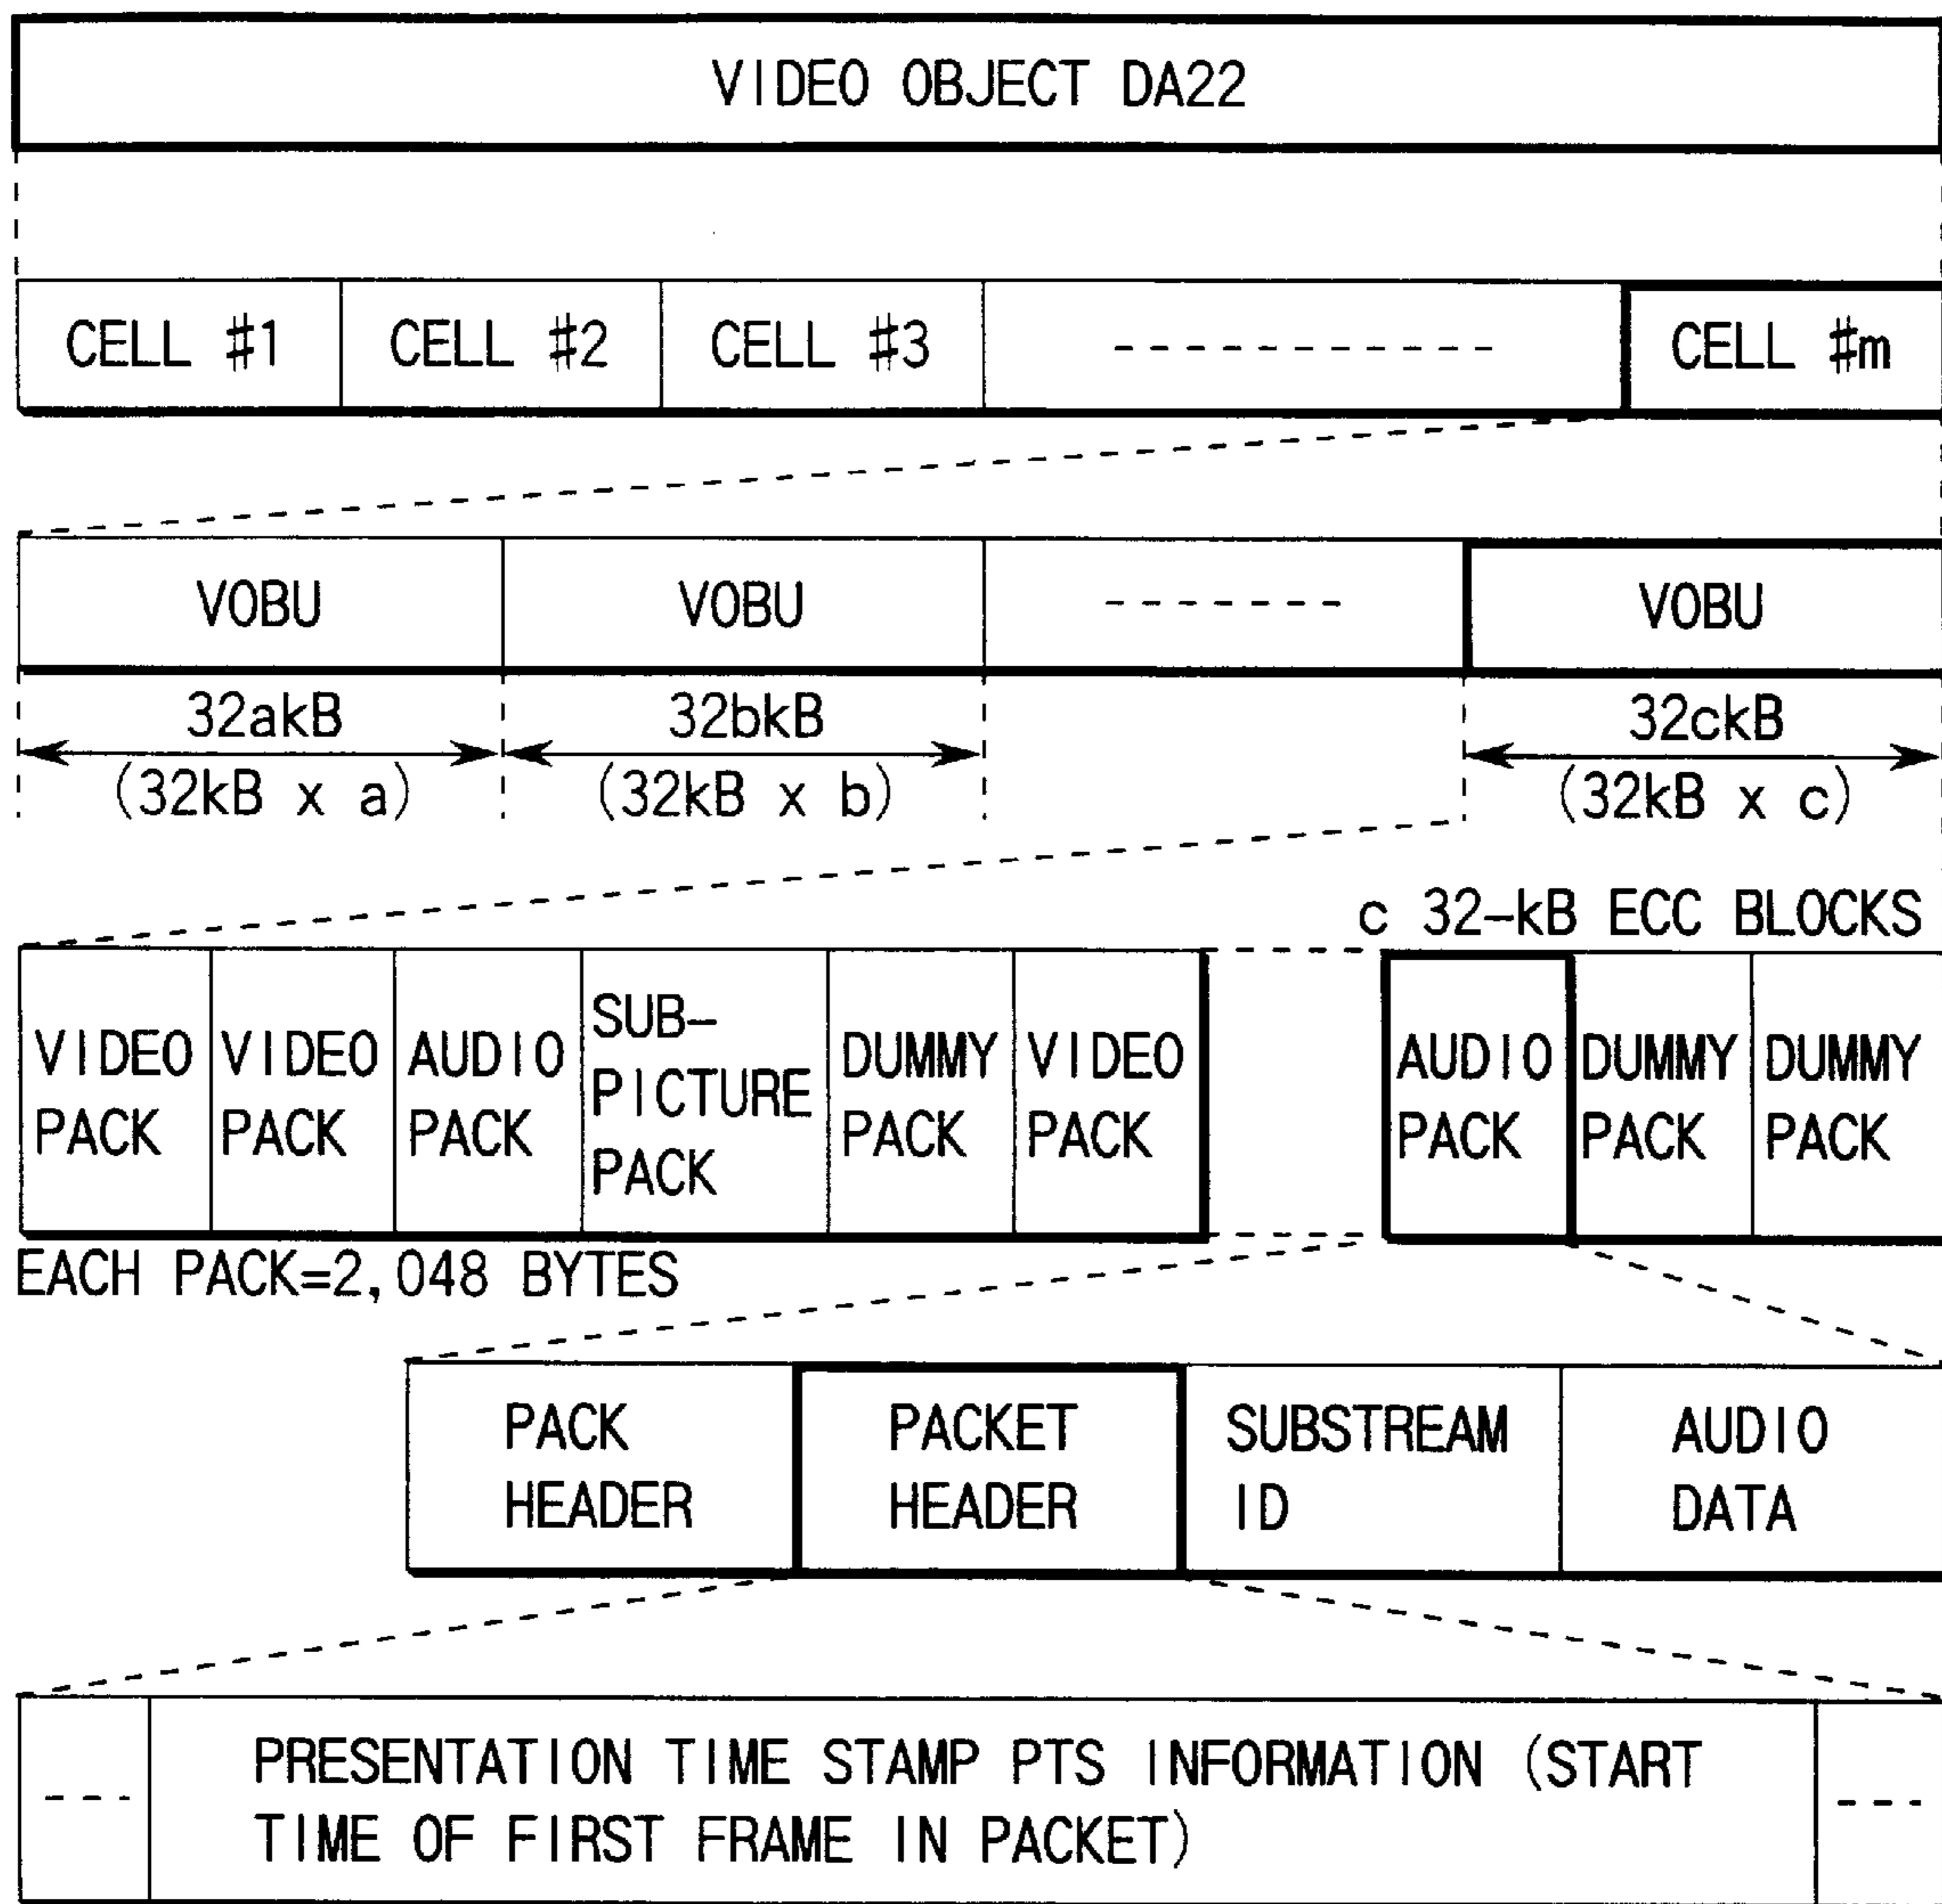 VIDEO OBJECT DA22
CELL #1
CELL #2
CELL #3
CELL #m
VOBU
VOBU
VOBU
32akB
(32kB x a)
32bkB
(32kB x b)
32ckB
(32kB x c)
c 32-kB ECC BLOCKS
VIDEO
PACK
VIDEO
PACK
AUDIO
PACK
SUB-
PICTURE
PACK
DUMMY
PACK
VIDEO
PACK
AUDIO
PACK
DUMMY
PACK
DUMMY
PACK
EACH PACK=2,048 BYTES
PACK
HEADER
PACKET
HEADER
SUBSTREAM
ID
AUDIO
DATA
PRESENTATION TIME STAMP PTS INFORMATION (START
TIME OF FIRST FRAME IN PACKET)